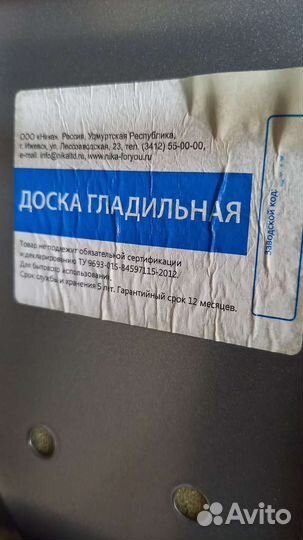 ООО «Ника», Россия, Удмуртская Республика,
г. Ижевск, ул. Лесозаводская, 23, тел. (3412) 55-00-00,
e-mail: info@nikaltd.ru, www.nika-foryou.ru
ДОСКА ГЛАДИЛЬНАЯ
Товар не подлежит обязательной сертификации
и декларированию ТУ 9693-015-84597115-2012.
Для бытового использования.
Срок службы и хранения 5 лет. Гарантийный срок 12 месяцев.
Заводской код:
Avito